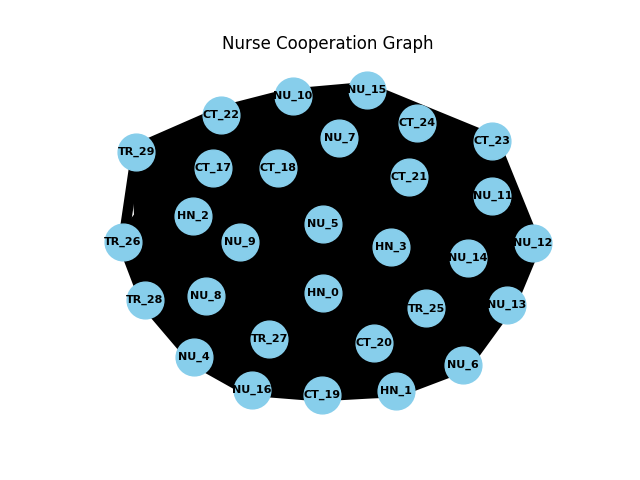 Nurse Cooperation Graph
NU_15
NU_10
CT_22
CT_24
NU_7
CT_23
TR_29
CT_17
CT_18
CT_21
NU_11
HN_2
NU_5
TR_26
NU_9
HN_3
NU_12
NU_14
HN_0
NU_8
TR_28
NU_13
TR_25
TR_27
CT_20
NU_4
NU_6
NU_16
HN_1
CT_19